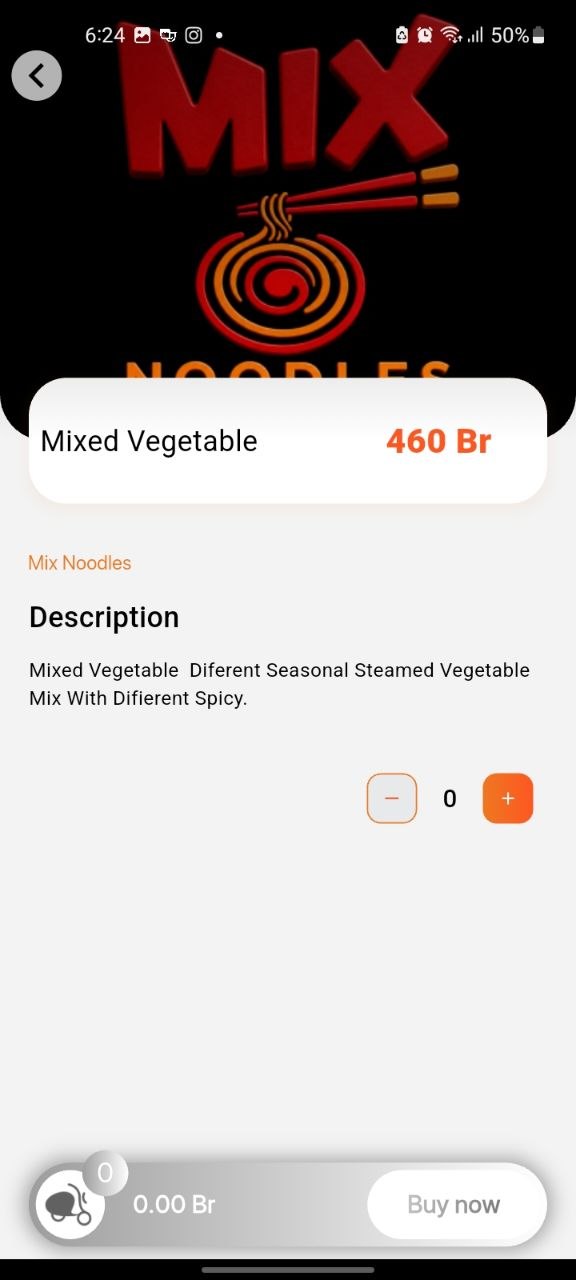 6:24
50%
MIX
NOODLES
Mixed Vegetable
460 Br
Mix Noodles
Description
Mixed Vegetable  Diferent Seasonal Steamed Vegetable
Mix With Difierent Spicy.
− 0 +
0
0.00 Br
Buy now